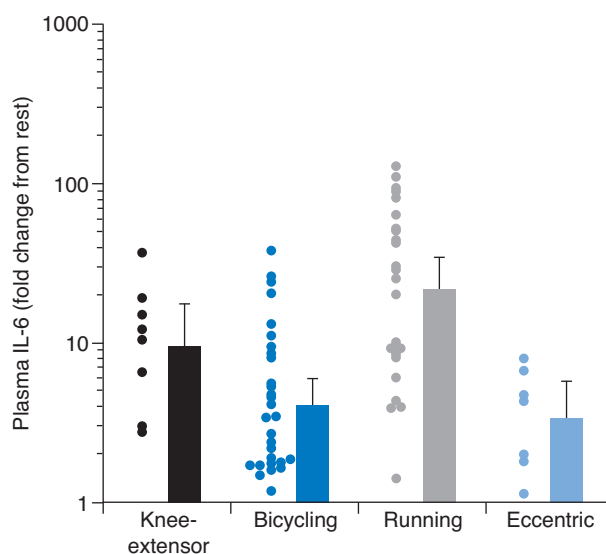 Plasma IL-6 (fold change from rest)
1000
100
10
1
Knee-
extensor
Bicycling
Running
Eccentric